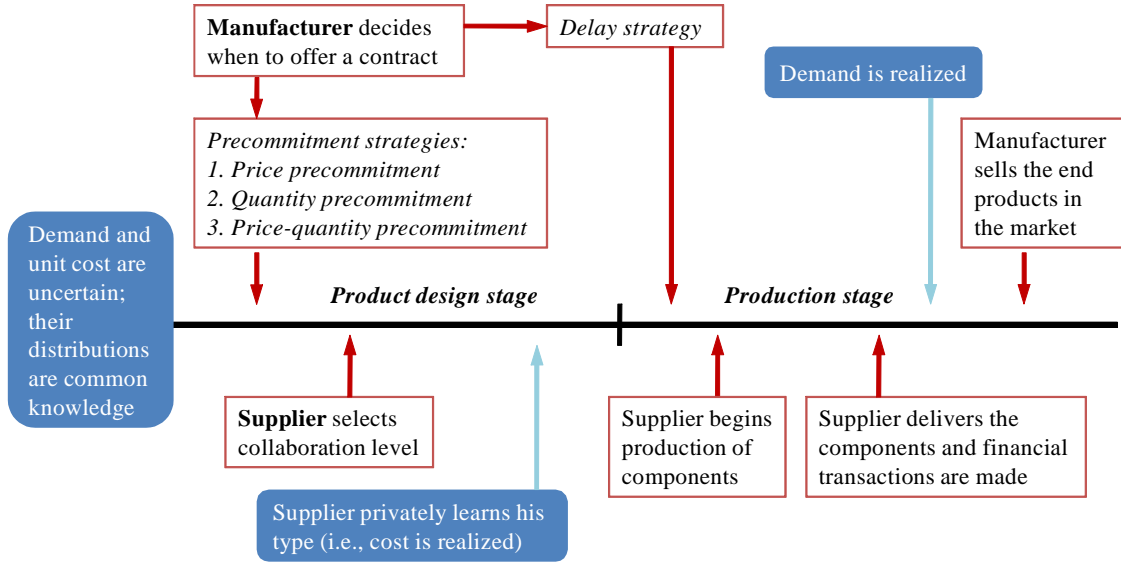 Manufacturer decides
when to offer a contract
Delay strategy
Demand is realized
Precommitment strategies:
1. Price precommitment
2. Quantity precommitment
3. Price-quantity precommitment
Manufacturer
sells the end
products in
the market
Demand and
unit cost are
uncertain;
their
distributions
are common
knowledge
Product design stage
Production stage
Supplier selects
collaboration level
Supplier begins
production of
components
Supplier delivers the
components and financial
transactions are made
Supplier privately learns his
type (i.e., cost is realized)